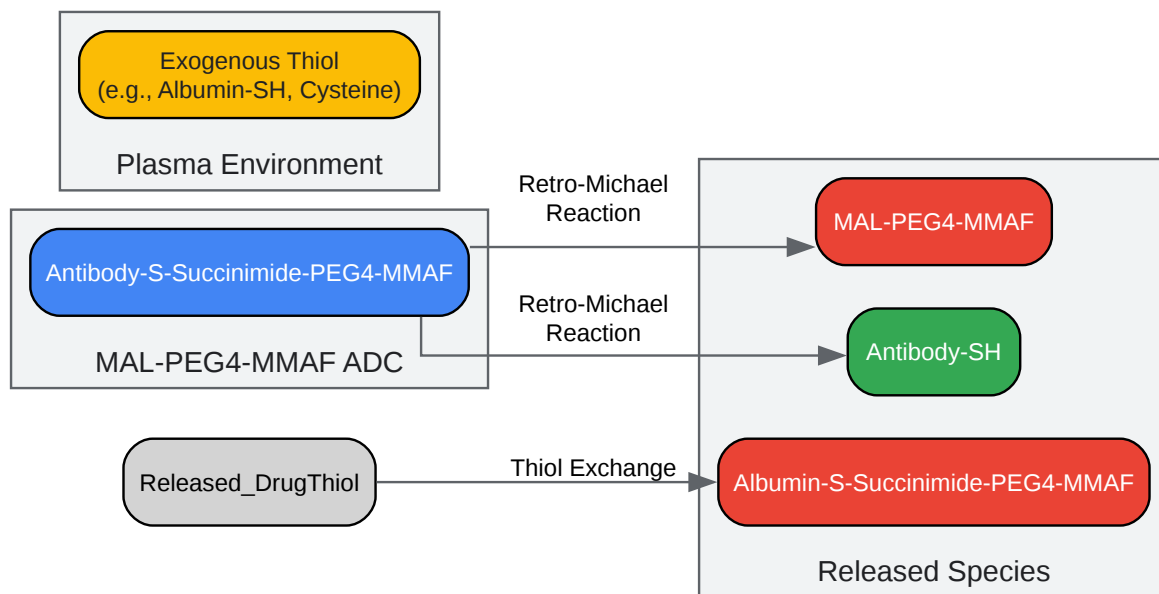 Exogenous Thiol
(e.g., Albumin-SH, Cysteine)
Plasma Environment
Retro-Michael
Reaction
MAL-PEG4-MMAF
Antibody-S-Succinimide-PEG4-MMAF
Retro-Michael
Reaction
Antibody-SH
MAL-PEG4-MMAF ADC
Released_DrugThiol
Thiol Exchange
Albumin-S-Succinimide-PEG4-MMAF
Released Species